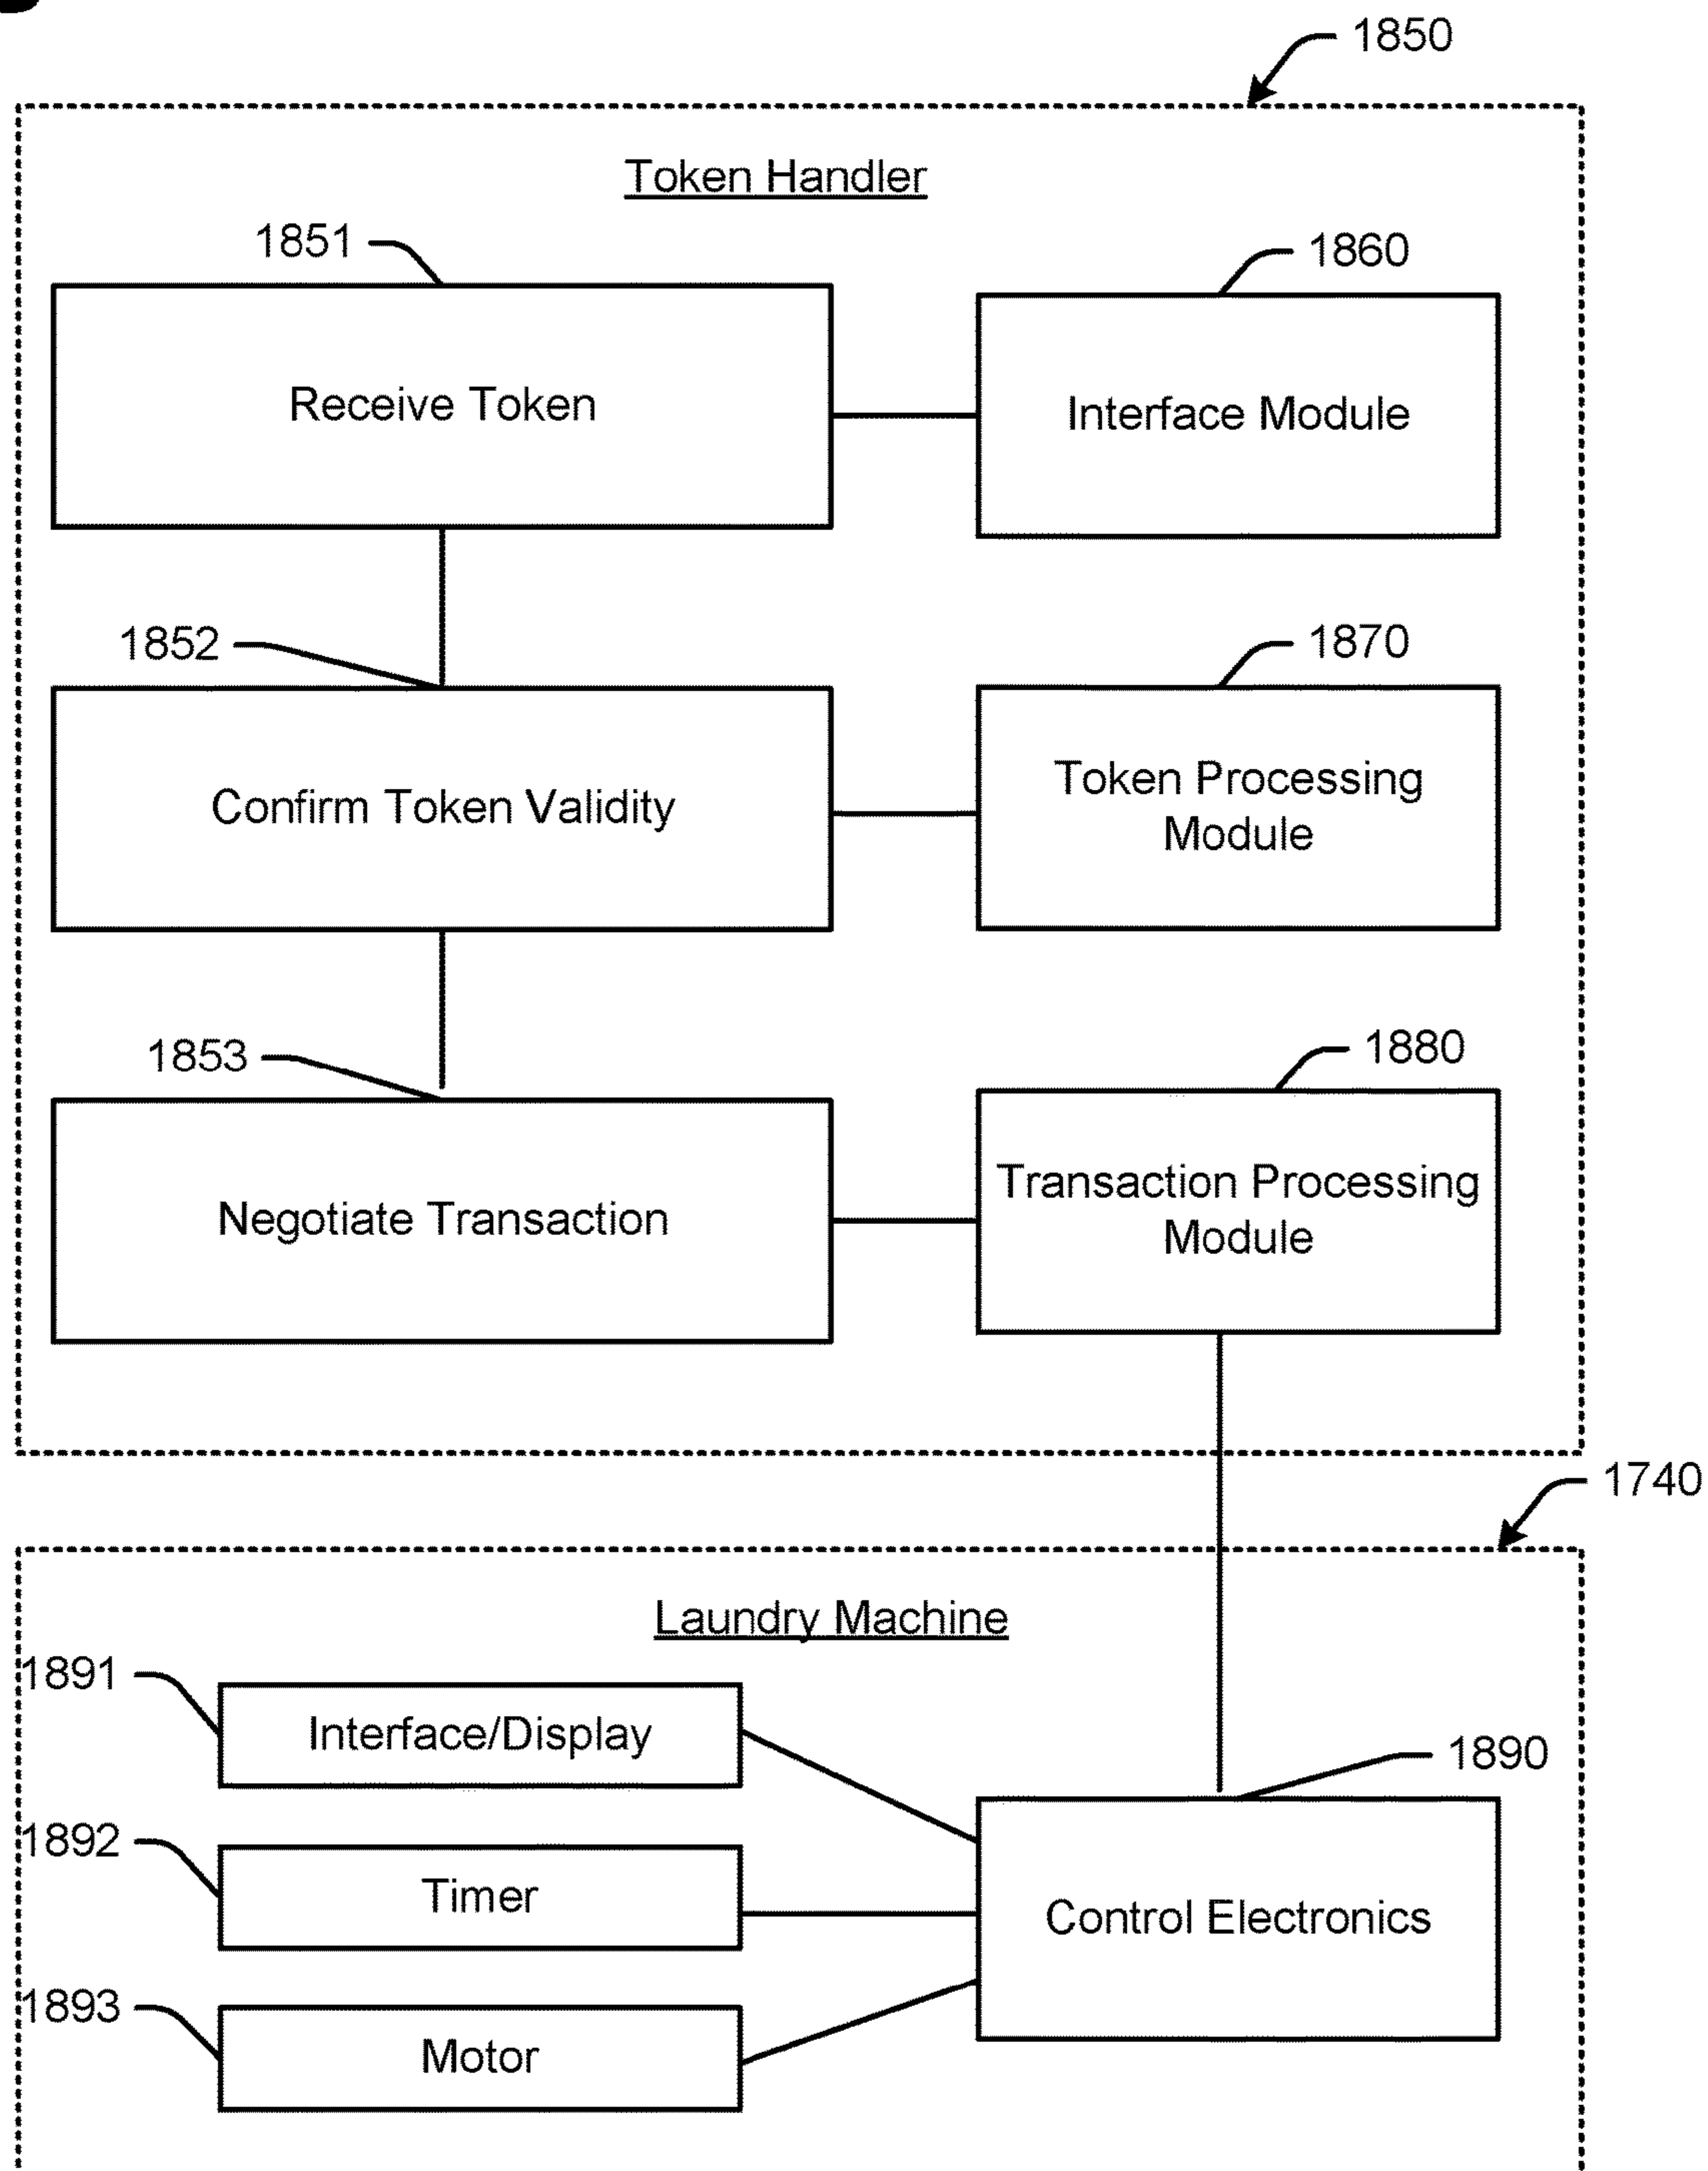 1850
Token Handler
1851
1860
Receive Token
Interface Module
1852
1870
Confirm Token Validity
Token Processing
Module
1853
1880
Negotiate Transaction
Transaction Processing
Module
1740
Laundry Machine
1891
Interface/Display
1890
1892
Timer
Control Electronics
1893
Motor